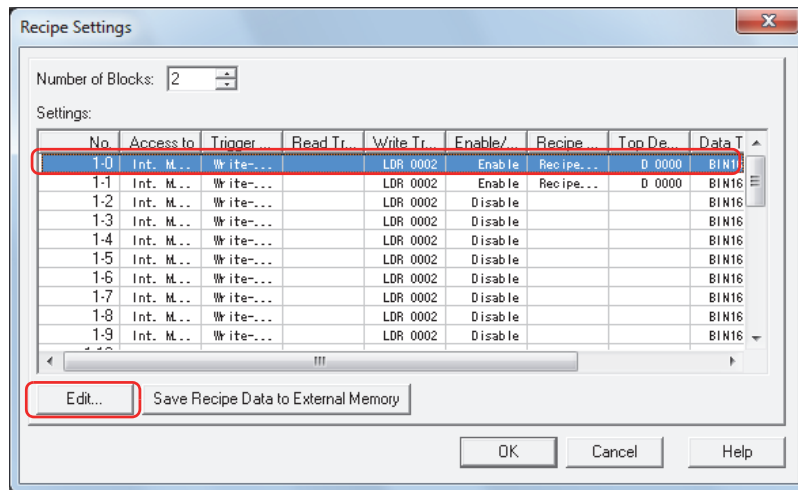 Recipe Settings
Number of Blocks: 2
Settings:
No. Access to Trigger ... Read Tr... Write Tr... Enable/... Recipe ... Top De... Data T
1-0 Int. M... Write-... LDR 0002 Enable Recipe... D 0000 BIN16
1-1 Int. M... Write-... LDR 0002 Enable Recipe... D 0000 BIN16
1-2 Int. M... Write-... LDR 0002 Disable BIN16
1-3 Int. M... Write-... LDR 0002 Disable BIN16
1-4 Int. M... Write-... LDR 0002 Disable BIN16
1-5 Int. M... Write-... LDR 0002 Disable BIN16
1-6 Int. M... Write-... LDR 0002 Disable BIN16
1-7 Int. M... Write-... LDR 0002 Disable BIN16
1-8 Int. M... Write-... LDR 0002 Disable BIN16
1-9 Int. M... Write-... LDR 0002 Disable BIN16
Edit... Save Recipe Data to External Memory
OK Cancel Help